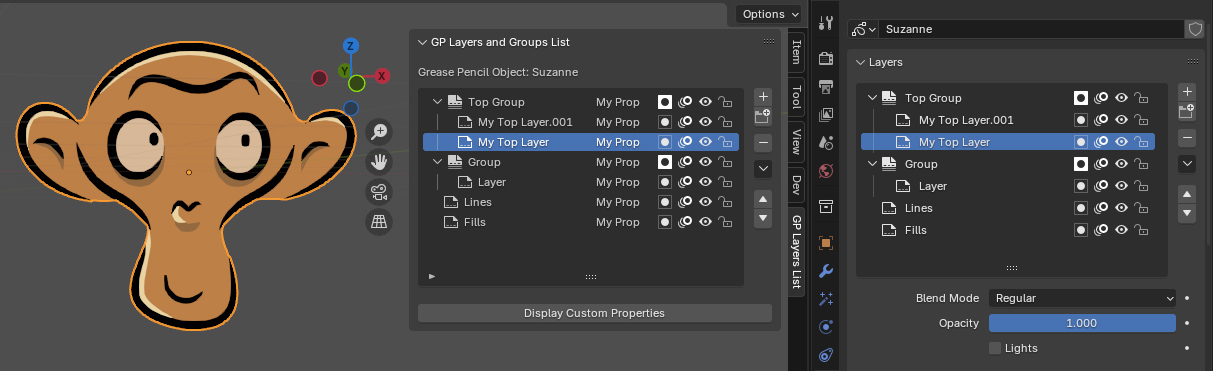 Options
Z
Y
X
GP Layers and Groups List
Grease Pencil Object: Suzanne
Top Group My Prop
My Top Layer.001 My Prop
My Top Layer My Prop
Group My Prop
Layer My Prop
Lines My Prop
Fills My Prop
Display Custom Properties
Item
Tool
View
Dev
GP Layers List
Suzanne
Layers
Top Group
My Top Layer.001
My Top Layer
Group
Layer
Lines
Fills
Blend Mode Regular
Opacity 1.000
Lights